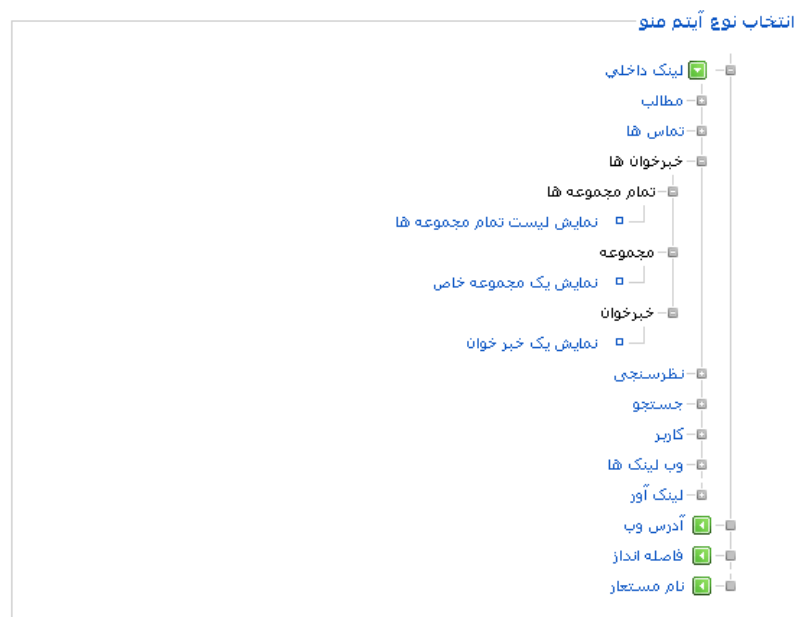 انتخاب نوع آیتم منو
لینک داخلي
مطالب
تماس ها
خبرخوان ها
تمام مجموعه ها
نمایش لیست تمام مجموعه ها
مجموعه
نمایش یک مجموعه خاص
خبرخوان
نمایش یک خبر خوان
نظرسنجی
جستجو
کاربر
وب لینک ها
لینک آور
آدرس وب
فاصله انداز
نام مستعار